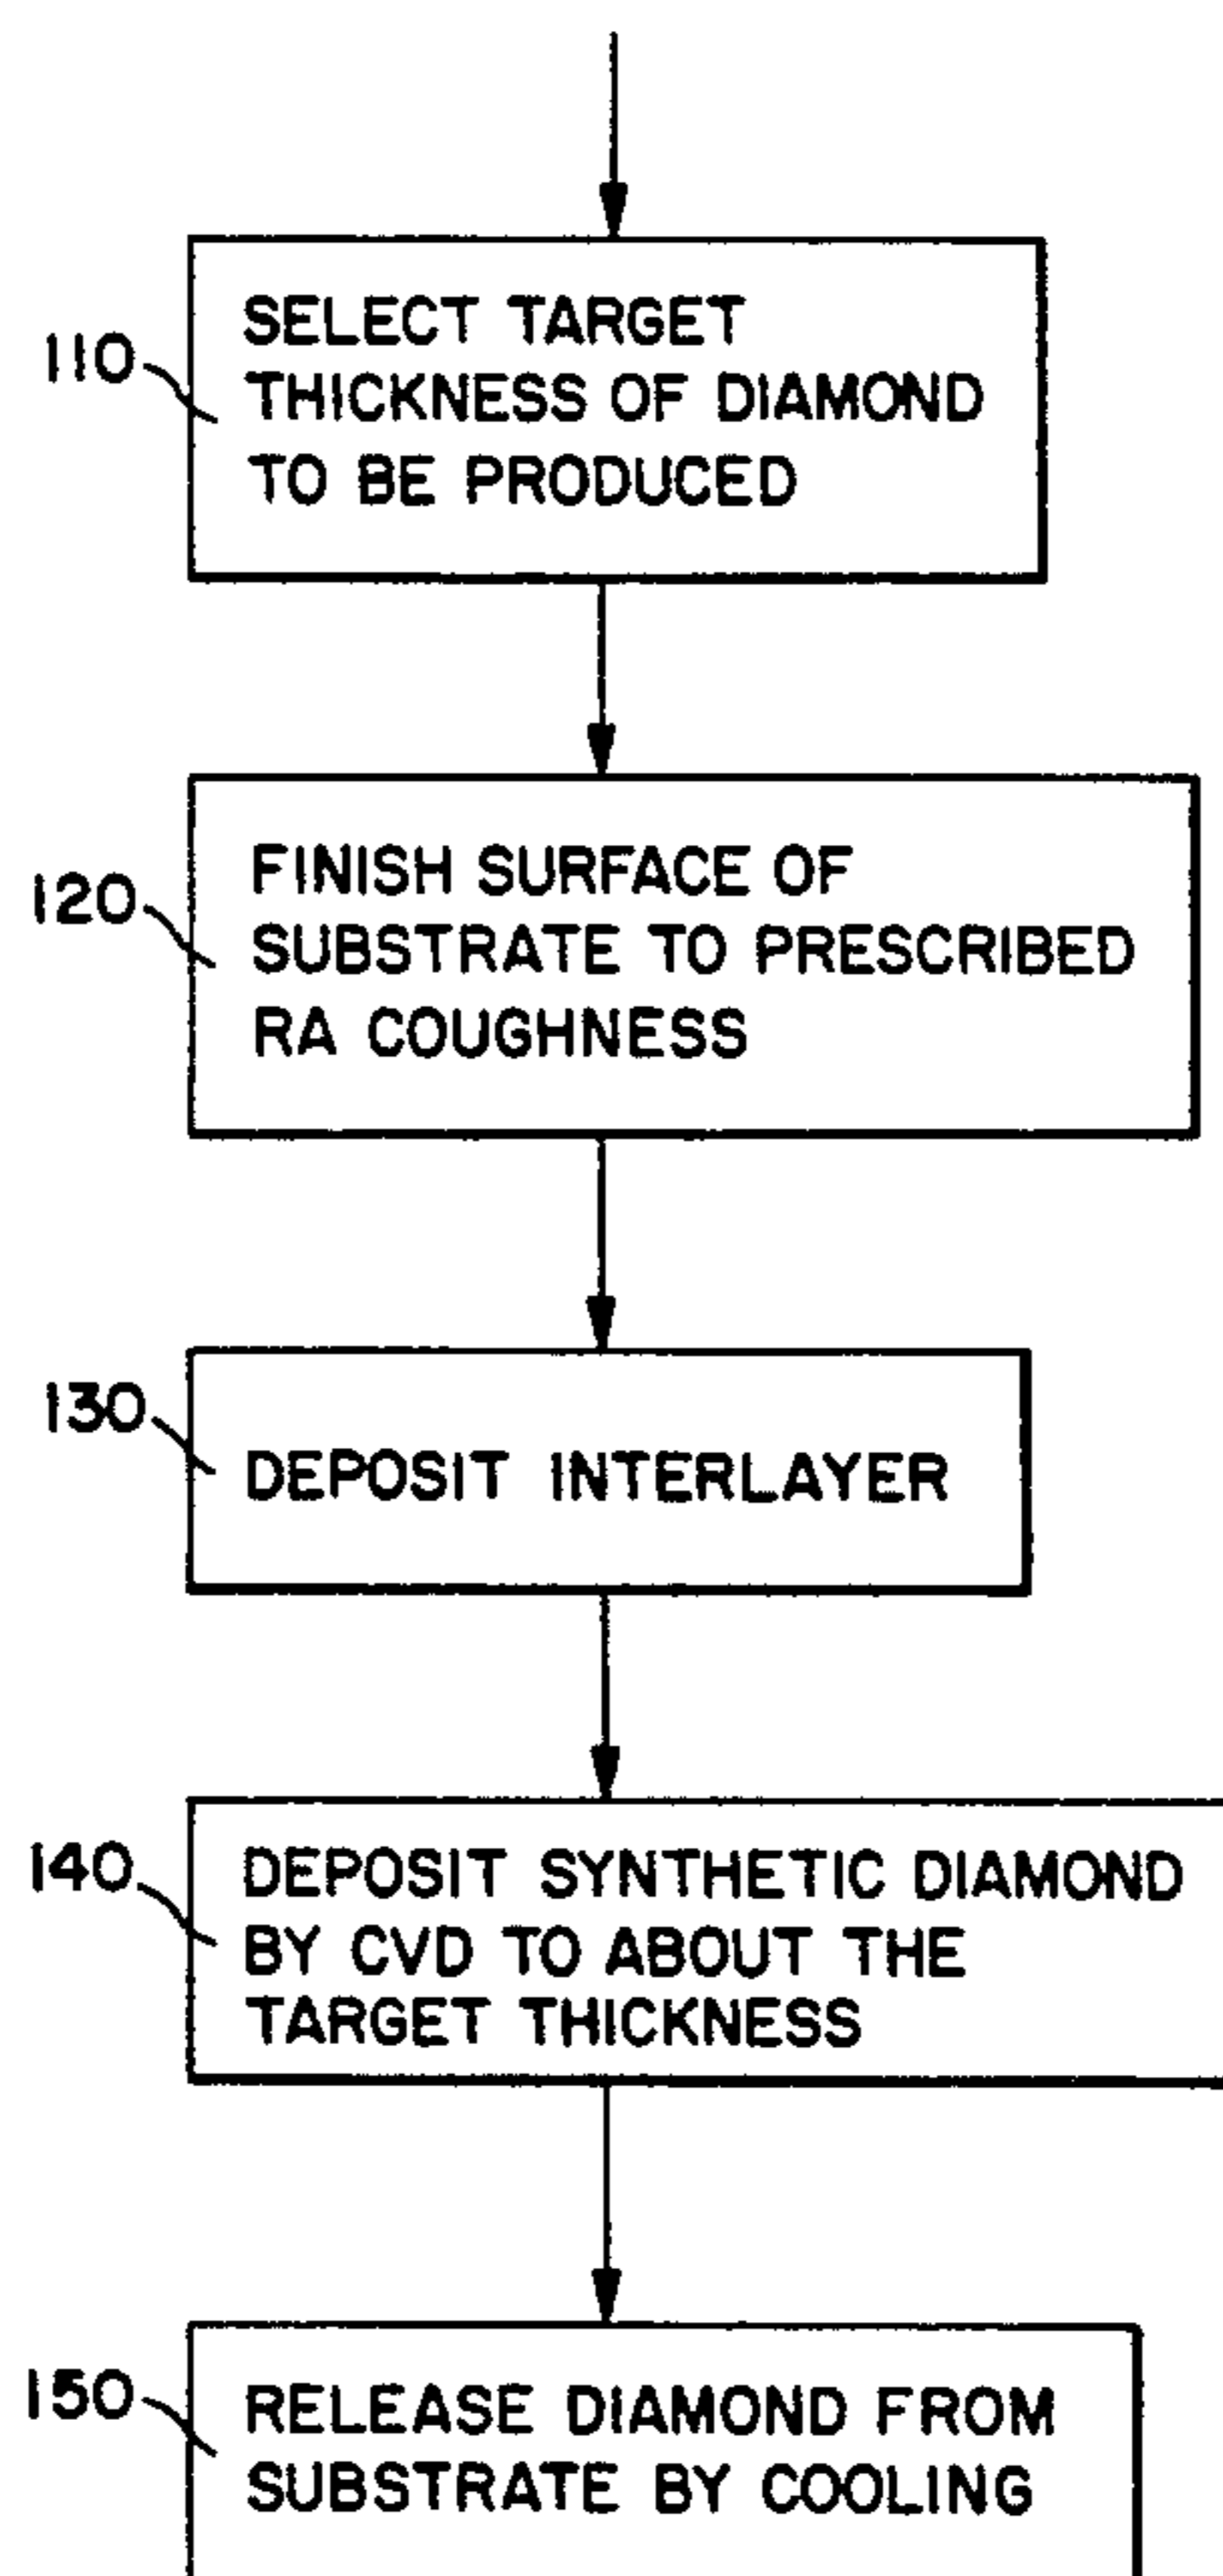 110
SELECT TARGET
THICKNESS OF DIAMOND
TO BE PRODUCED
120
FINISH SURFACE OF
SUBSTRATE TO PRESCRIBED
RA COUGHNESS
130
DEPOSIT INTERLAYER
140
DEPOSIT SYNTHETIC DIAMOND
BY CVD TO ABOUT THE
TARGET THICKNESS
150
RELEASE DIAMOND FROM
SUBSTRATE BY COOLING